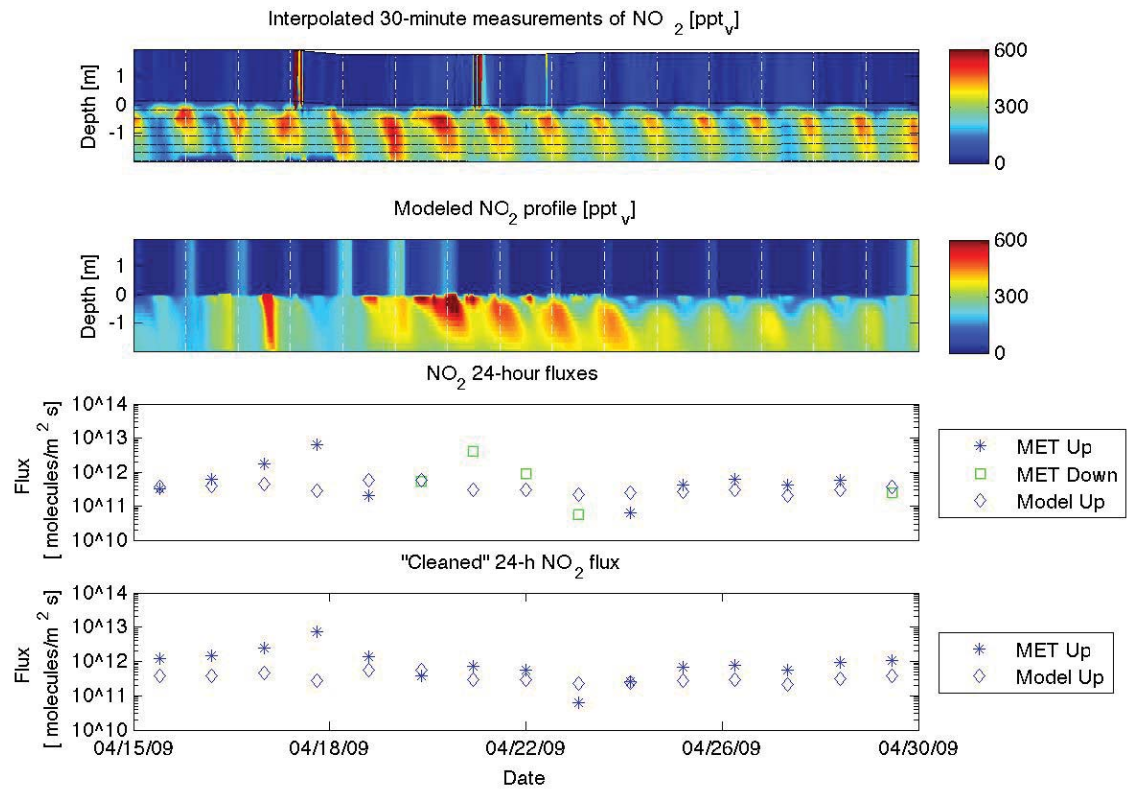 Interpolated 30-minute measurements of NO 2 [pptv]
Depth [m]
1
0
-1
600
300
0
Modeled NO2 profile [ppt v]
Depth [m]
1
0
-1
600
300
0
NO2 24-hour fluxes
Flux
[ molecules/m 2 s]
10^14
10^13
10^12
10^11
10^10
MET Up
MET Down
Model Up
"Cleaned" 24-h NO2 flux
Flux
[ molecules/m 2 s]
10^14
10^13
10^12
10^11
10^10
MET Up
Model Up
04/15/09 04/18/09 04/22/09 04/26/09 04/30/09
Date